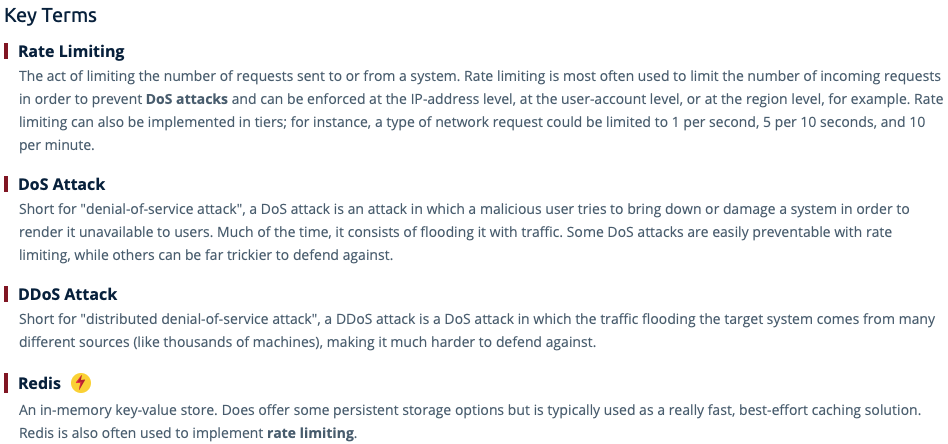 Key Terms
Rate Limiting
The act of limiting the number of requests sent to or from a system. Rate limiting is most often used to limit the number of incoming requests
in order to prevent DoS attacks and can be enforced at the IP-address level, at the user-account level, or at the region level, for example. Rate
limiting can also be implemented in tiers; for instance, a type of network request could be limited to 1 per second, 5 per 10 seconds, and 10
per minute.
DoS Attack
Short for "denial-of-service attack", a DoS attack is an attack in which a malicious user tries to bring down or damage a system in order to
render it unavailable to users. Much of the time, it consists of flooding it with traffic. Some DoS attacks are easily preventable with rate
limiting, while others can be far trickier to defend against.
DDoS Attack
Short for "distributed denial-of-service attack", a DDoS attack is a DoS attack in which the traffic flooding the target system comes from many
different sources (like thousands of machines), making it much harder to defend against.
Redis
An in-memory key-value store. Does offer some persistent storage options but is typically used as a really fast, best-effort caching solution.
Redis is also often used to implement rate limiting.